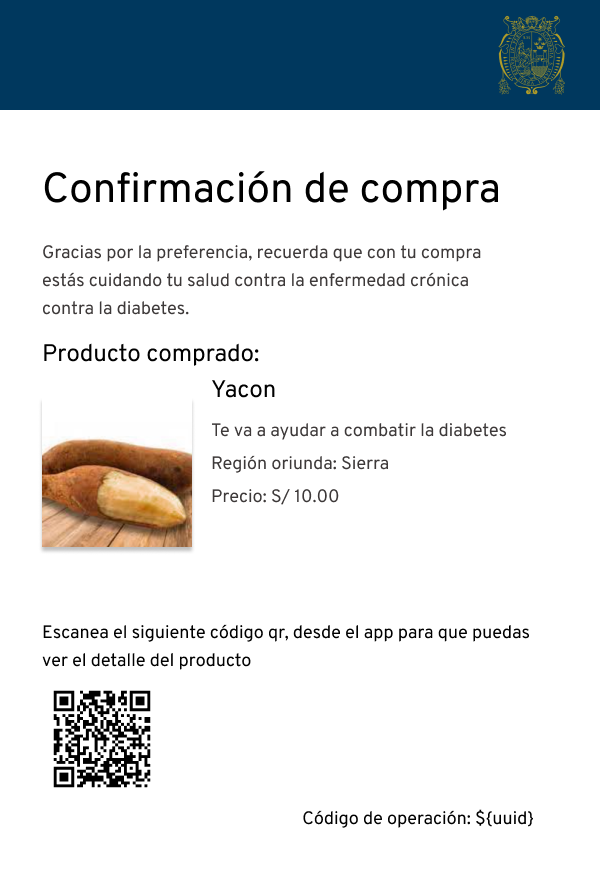 Confirmación de compra
Gracias por la preferencia, recuerda que con tu compra
estás cuidando tu salud contra la enfermedad crónica
contra la diabetes.
Producto comprado:
Yacon
Te va a ayudar a combatir la diabetes
Región oriunda: Sierra
Precio: S/ 10.00
Escanea el siguiente código qr, desde el app para que puedas
ver el detalle del producto
Código de operación: ${uuid}